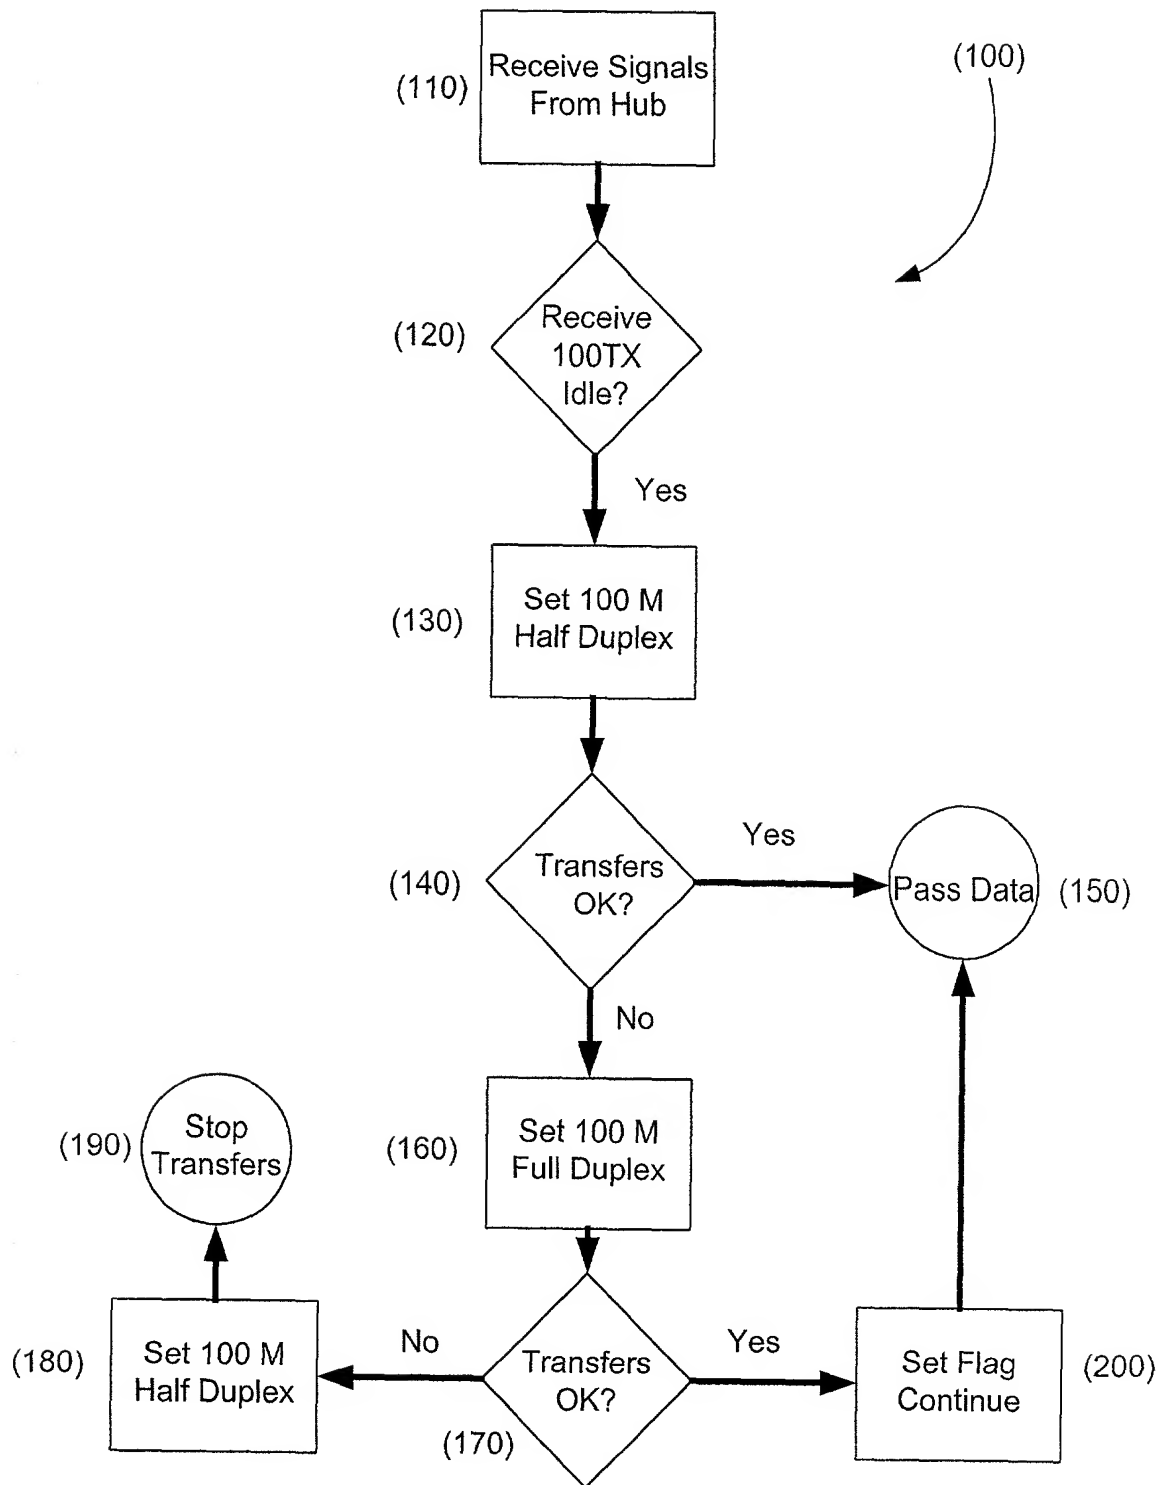 (100)
(110)
Receive Signals
From Hub
(120)
Receive
100TX
Idle?
Yes
(130)
Set 100 M
Half Duplex
(140)
Transfers
OK?
Yes
Pass Data
(150)
No
(160)
Set 100 M
Full Duplex
(190)
Stop
Transfers
(180)
Set 100 M
Half Duplex
No
Transfers
OK?
(170)
Yes
Set Flag
Continue
(200)